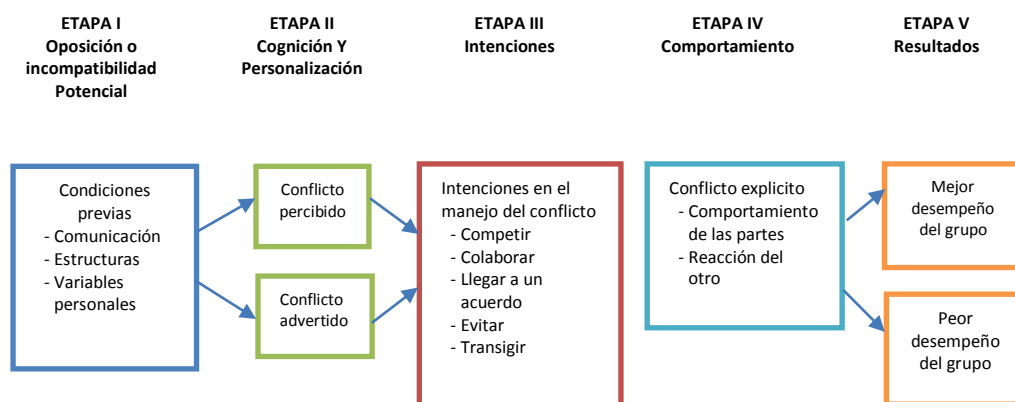 ETAPA I
Oposición o
incompatibilidad
Potencial
ETAPA II
Cognición Y
Personalización
ETAPA III
Intenciones
ETAPA IV
Comportamiento
ETAPA V
Resultados
Condiciones
previas
- Comunicación
- Estructuras
- Variables
personales
Conflicto
percibido
Conflicto
advertido
Intenciones en el
manejo del conflicto
- Competir
- Colaborar
- Llegar a un
acuerdo
- Evitar
- Transigir
Conflicto explicito
- Comportamiento
de las partes
- Reacción del
otro
Mejor
desempeño
del grupo
Peor
desempeño
del grupo